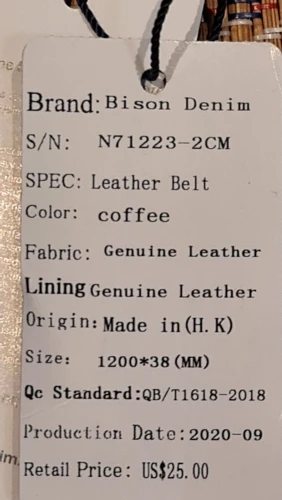 Brand: Bison Denim
S/N: N71223-2CM
SPEC: Leather Belt
Color: coffee
Fabric: Genuine Leather
Lining Genuine Leather
Origin: Made in(H.K)
Size: 1200*38(MM)
Qc Standard:QB/T1618-2018
Production Date:2020-09
Retail Price: US$25.00